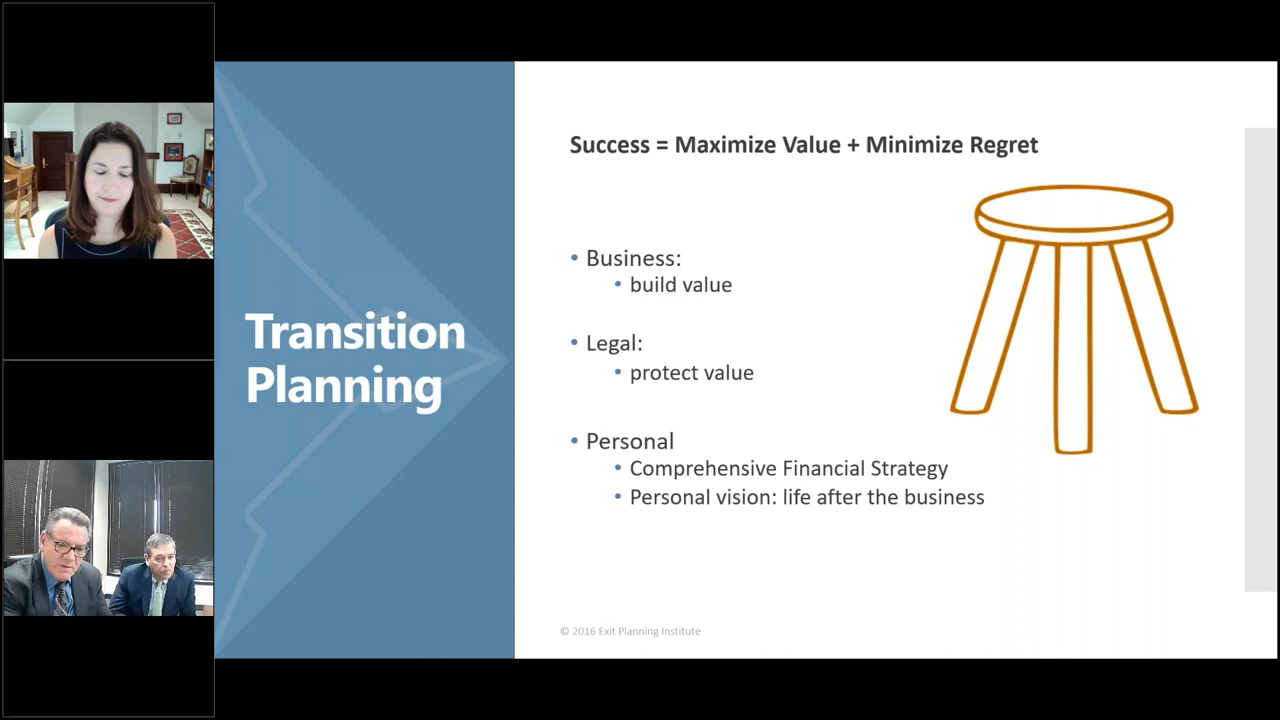 Transition
Planning
Success = Maximize Value + Minimize Regret
• Business:
• build value
• Legal:
• protect value
• Personal
• Comprehensive Financial Strategy
• Personal vision: life after the business
© 2016 Exit Planning Institute